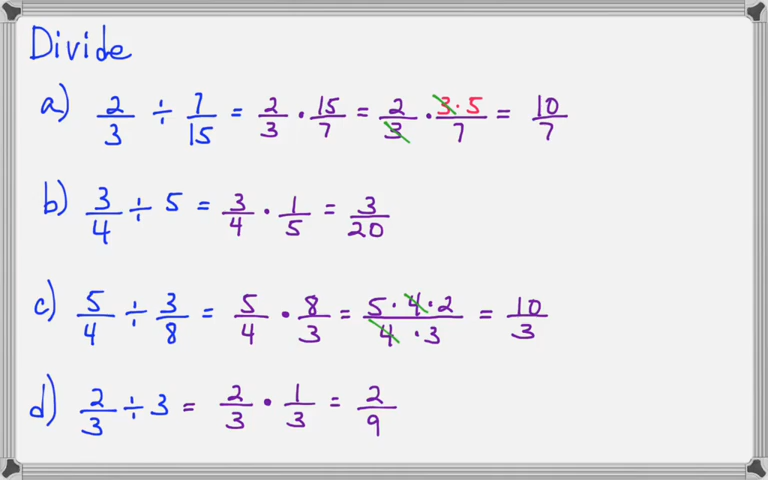 Divide
a) 2/3 ÷ 7/15 = 2/3 · 15/7 = 2/3 · 3·5/7 = 10/7
b) 3/4 ÷ 5 = 3/4 · 1/5 = 3/20
c) 5/4 ÷ 3/8 = 5/4 · 8/3 = 5·4·2/4·3 = 10/3
d) 2/3 ÷ 3 = 2/3 · 1/3 = 2/9